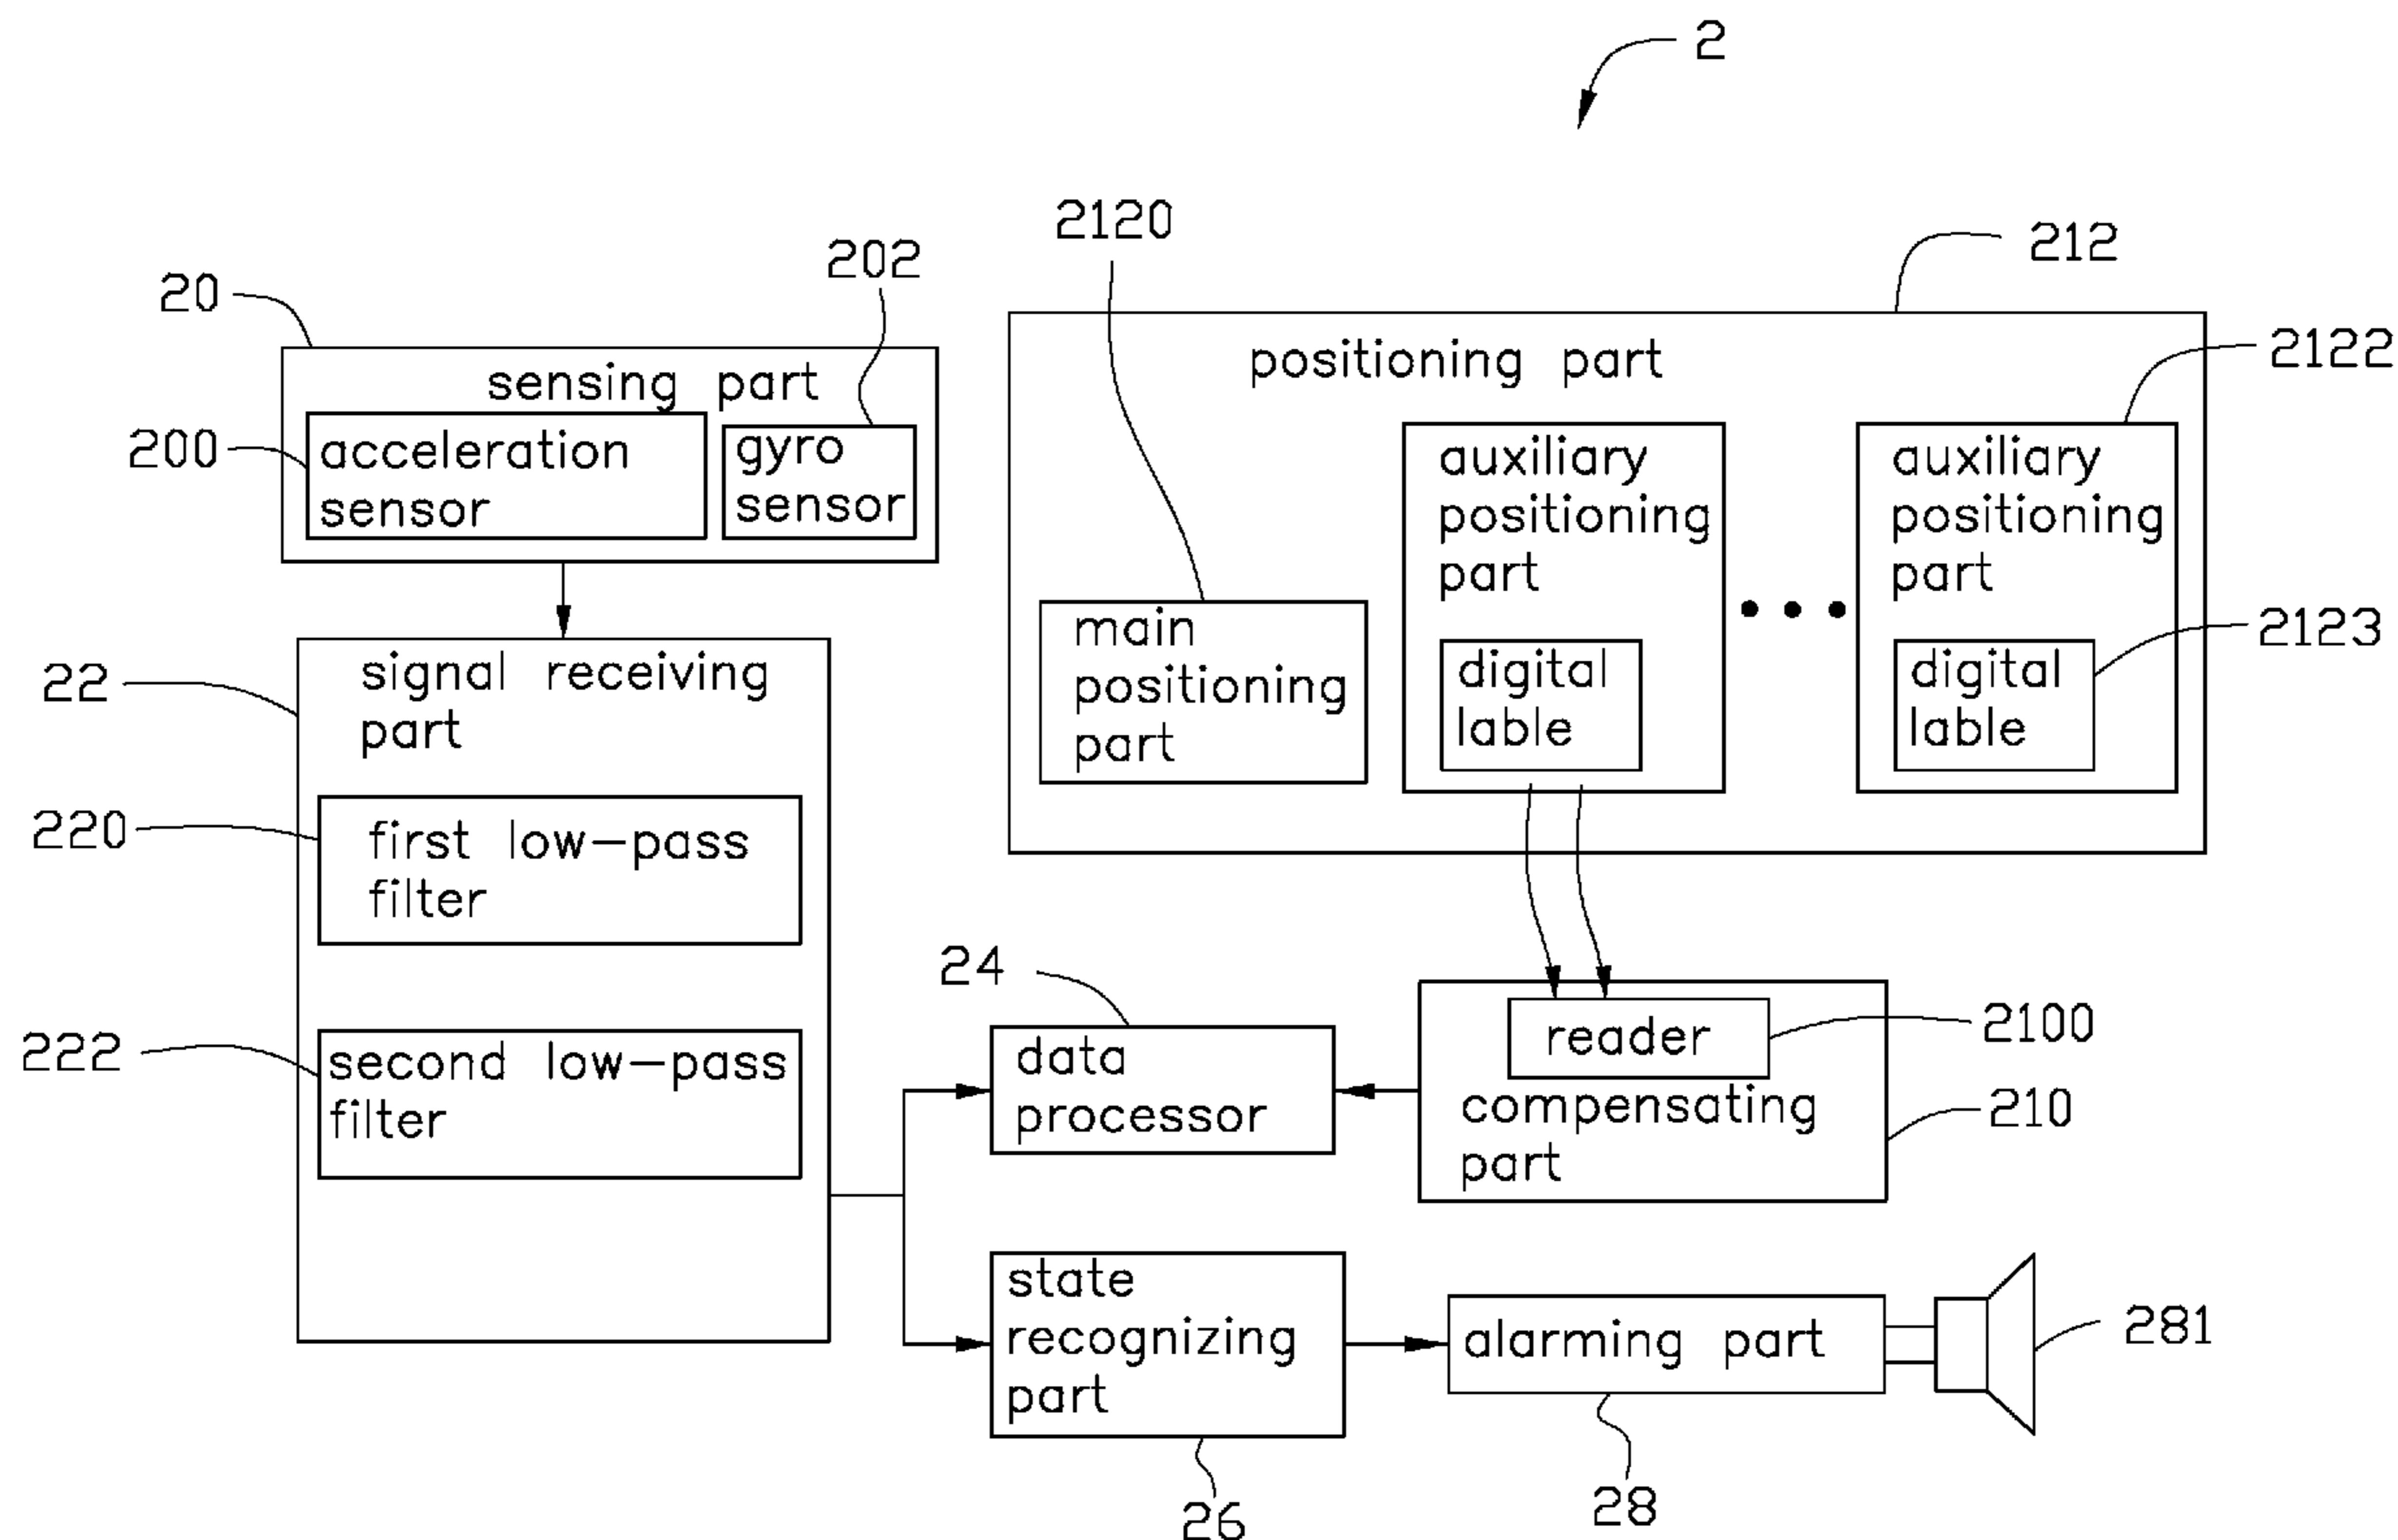 2
2120
212
202
20
2122
sensing part
200
acceleration
sensor
gyro
sensor
positioning part
auxiliary
positioning
part
auxiliary
positioning
part
main
positioning
part
digital
lable
digital
lable
2123
22
signal receiving
part
220
first low-pass
filter
222
second low-pass
filter
24
data
processor
reader
2100
compensating
part
210
state
recognizing
part
26
alarming part
28
281